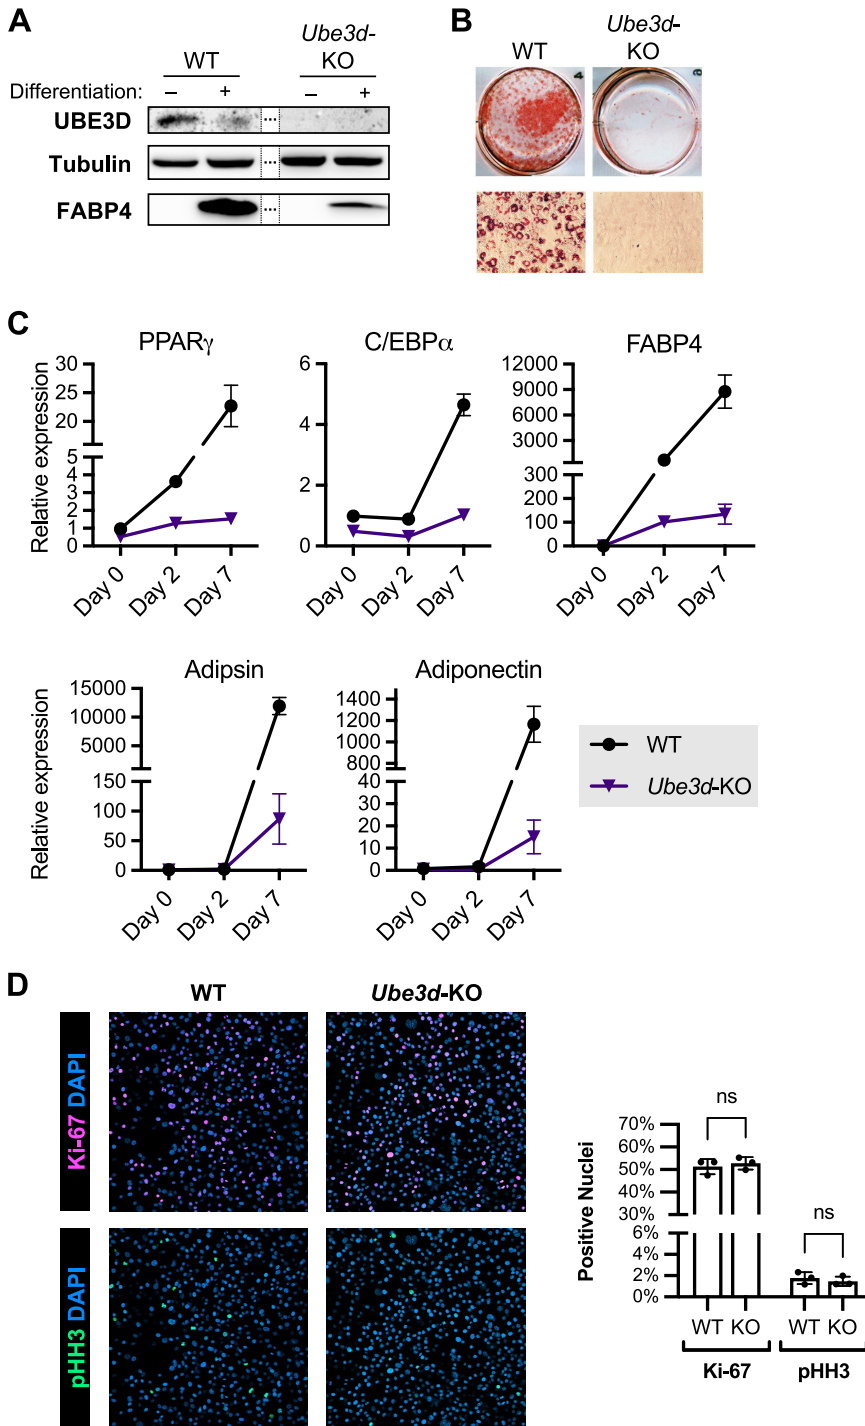 A
WT
Ube3d-
KO
Differentiation:
– + – +
UBE3D
...
Tubulin
...
FABP4
...
B
WT
Ube3d-
KO
4
C
PPARγ
Relative expression
30
25
20
15
5
4
3
2
1
0
Day 0
Day 2
Day 7
C/EBPα
6
4
2
0
Day 0
Day 2
Day 7
FABP4
12000
9000
6000
3000
300
200
100
0
Day 0
Day 2
Day 7
Adipsin
Relative expression
15000
10000
5000
150
100
50
0
Day 0
Day 2
Day 7
Adiponectin
1400
1200
1000
800
40
30
20
10
0
Day 0
Day 2
Day 7
WT
Ube3d-KO
D
WT
Ube3d-KO
Ki-67 DAPI
pHH3 DAPI
Positive Nuclei
70%
60%
50%
40%
30%
6%
4%
2%
0%
ns
ns
WT KO WT KO
Ki-67 pHH3